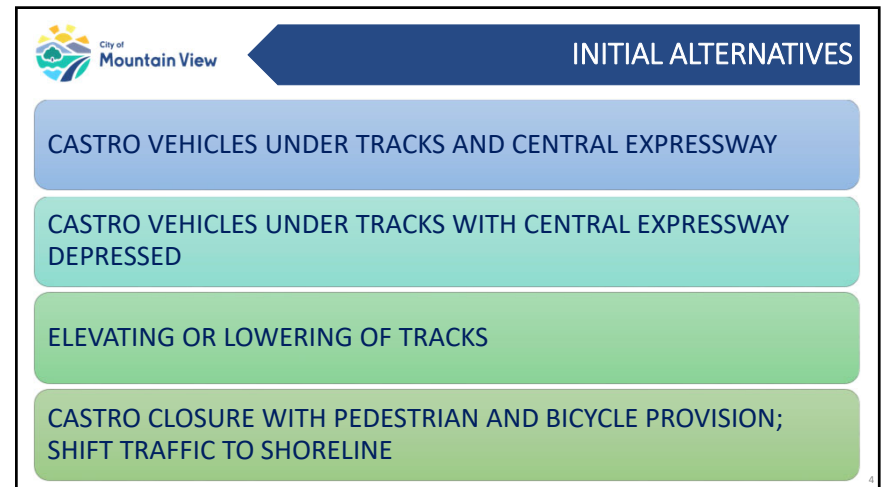 City of
Mountain View
INITIAL ALTERNATIVES
CASTRO VEHICLES UNDER TRACKS AND CENTRAL EXPRESSWAY
CASTRO VEHICLES UNDER TRACKS WITH CENTRAL EXPRESSWAY
DEPRESSED
ELEVATING OR LOWERING OF TRACKS
CASTRO CLOSURE WITH PEDESTRIAN AND BICYCLE PROVISION;
SHIFT TRAFFIC TO SHORELINE
4